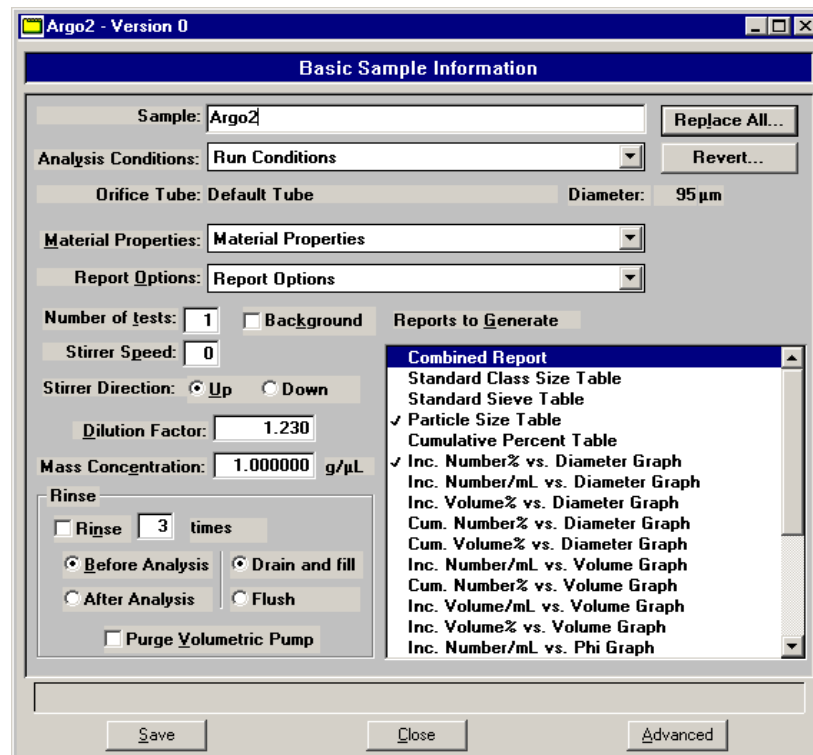 Argo2 - Version 0
Basic Sample Information
Sample: Argo2 Replace All...
Analysis Conditions: Run Conditions Revert...
Orifice Tube: Default Tube Diameter: 95 µm
Material Properties: Material Properties
Report Options: Report Options
Number of tests: 1 Background Reports to Generate
Stirrer Speed: 0
Stirrer Direction: Up Down
Dilution Factor: 1.230
Mass Concentration: 1.000000 g/µL
Rinse
Rinse 3 times
Before Analysis Drain and fill
After Analysis Flush
Purge Volumetric Pump
Combined Report
Standard Class Size Table
Standard Sieve Table
Particle Size Table
Cumulative Percent Table
Inc. Number% vs. Diameter Graph
Inc. Number/mL vs. Diameter Graph
Inc. Volume% vs. Diameter Graph
Cum. Number% vs. Diameter Graph
Cum. Volume% vs. Diameter Graph
Inc. Number/mL vs. Volume Graph
Cum. Number% vs. Volume Graph
Inc. Volume/mL vs. Volume Graph
Inc. Volume% vs. Volume Graph
Inc. Number/mL vs. Phi Graph
Save Close Advanced